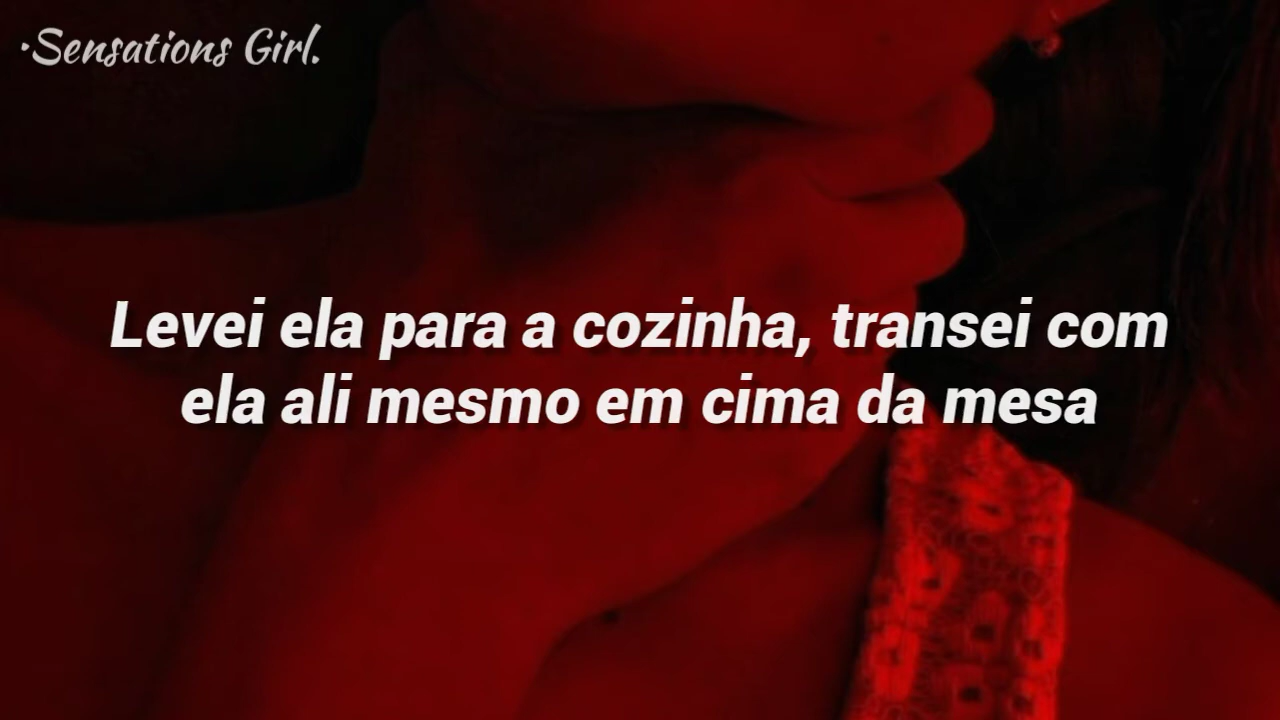 ·Sensations Girl.
Levei ela para a cozinha, transei com
ela ali mesmo em cima da mesa